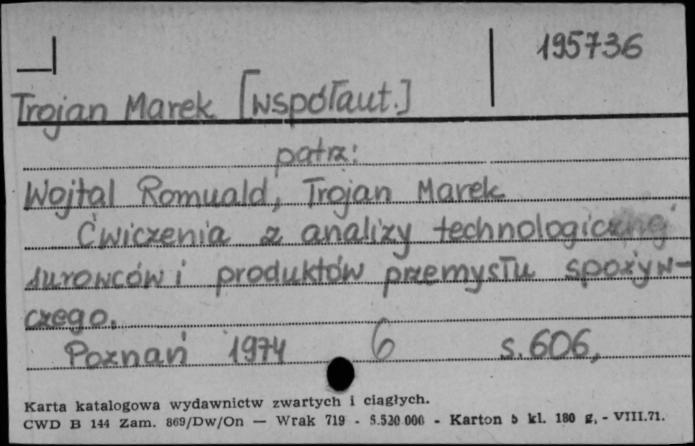 195736
Trojan Marek [współaut.]
patrz:
Wojtal Romuald, Trojan Marek
Ćwiczenia z analizy technologicznej
surowców i produktów przemysłu spożyw-
czego.
Poznań 1974 6 s. 606,
Karta katalogowa wydawnictw zwartych i ciągłych.
CWD B 144 Zam. 869/Dw/On — Wrak 719 - 5.520.000 - Karton b kl. 180 g, - VIII.71.